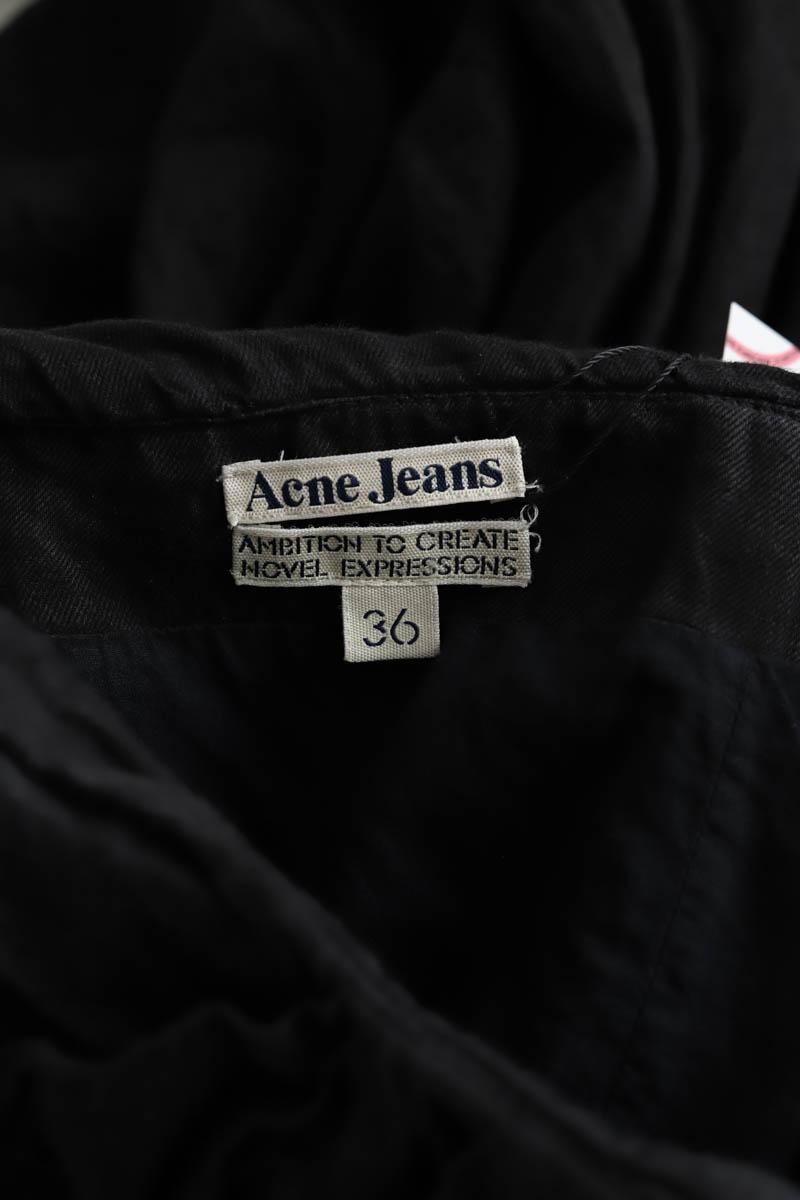 Acne Jeans
AMBITION TO CREATE
NOVEL EXPRESSIONS
36